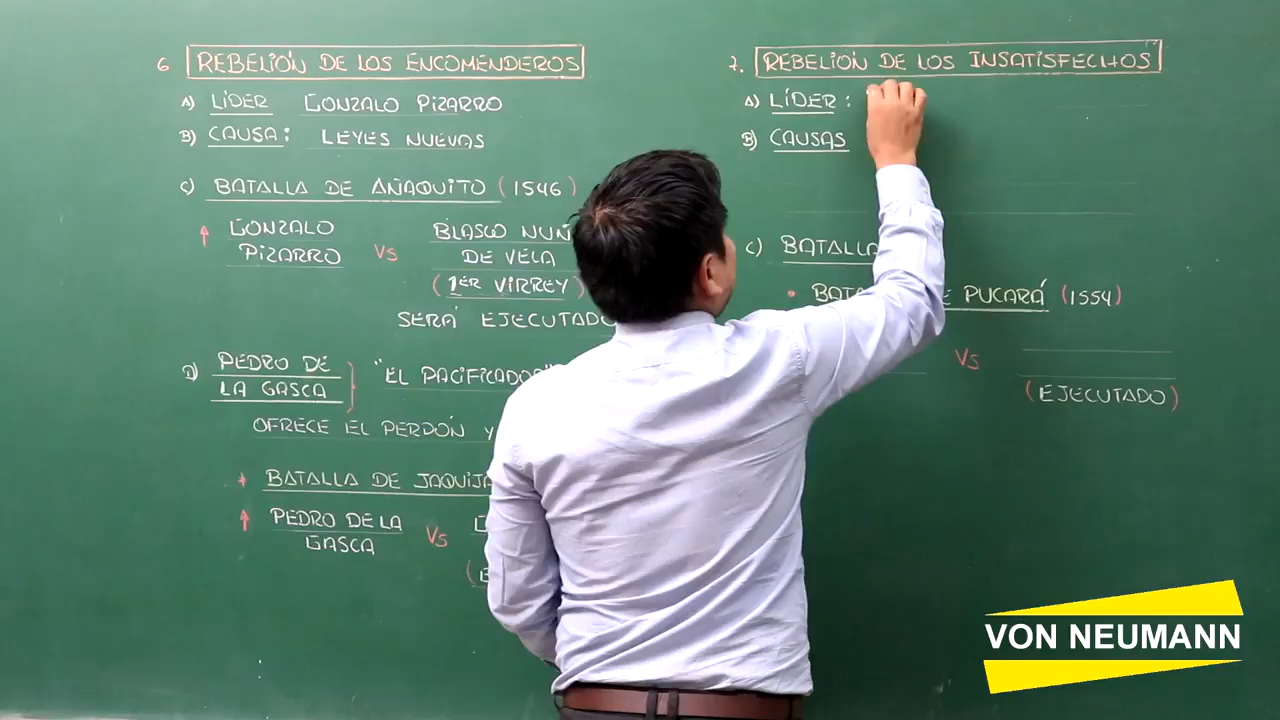 6 REBELIÓN DE LOS ENCOMENDEROS
A) LÍDER GONZALO PIZARRO
B) CAUSA: LEYES NUEVAS
C) BATALLA DE AÑAQUITO (1546)
↑ GONZALO PIZARRO VS BLASCO NUÑ
DE VELA
(1ER VIRREY)
SERÁ EJECUTADO
D) PEDRO DE LA GASCA } "EL PACIFICADOR"
OFRECE EL PERDÓN Y
* BATALLA DE JAQUIJA
↑ PEDRO DE LA GASCA VS
7. REBELIÓN DE LOS INSATISFECHOS
A) LÍDER:
B) CAUSAS
C) BATALLA
• BATA E PUCARÁ (1554)
VS
(EJECUTADO)
VON NEUMANN